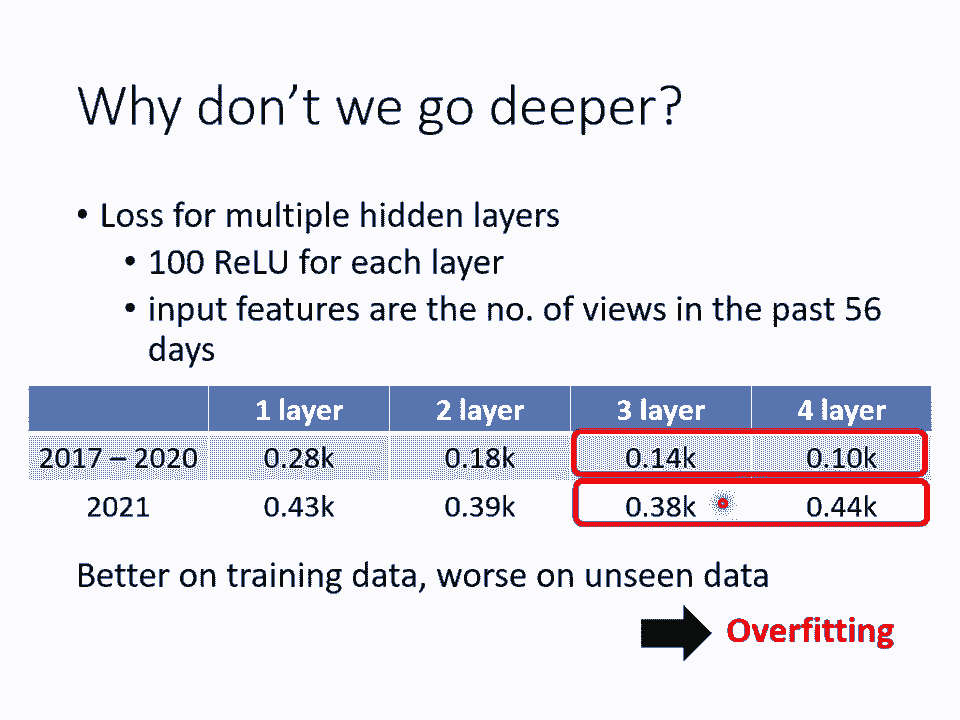 Why don’t we go deeper?
• Loss for multiple hidden layers
• 100 ReLU for each layer
• input features are the no. of views in the past 56
days
1 layer 2 layer 3 layer 4 layer
2017 – 2020 0.28k 0.18k 0.14k 0.10k
2021 0.43k 0.39k 0.38k 0.44k
Better on training data, worse on unseen data
Overfitting